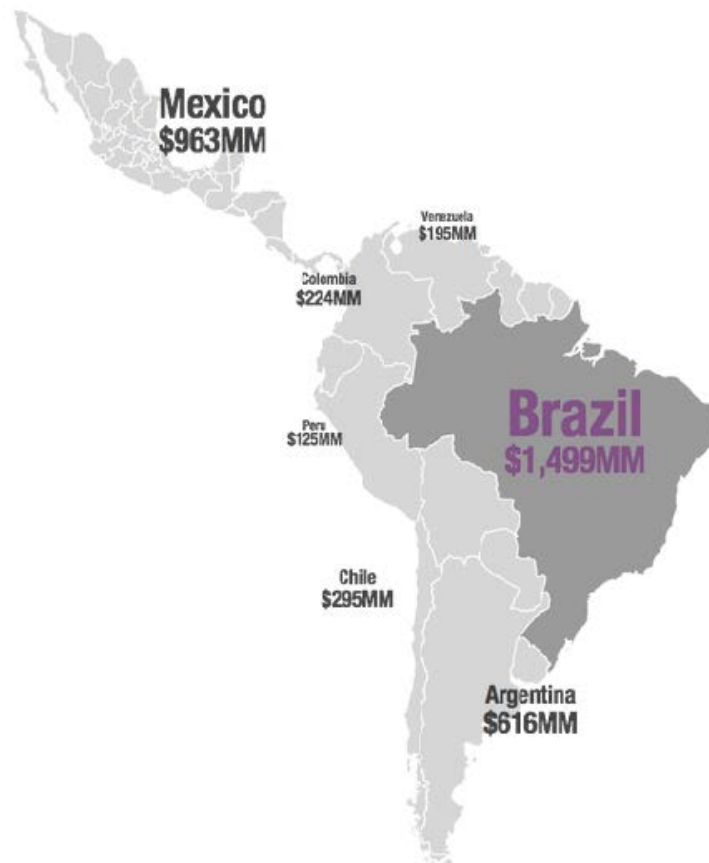 Mexico
$963MM
Venezuela
$195MM
Colombia
$224MM
Brazil
$1,499MM
Peru
$125MM
Chile
$295MM
Argentina
$616MM